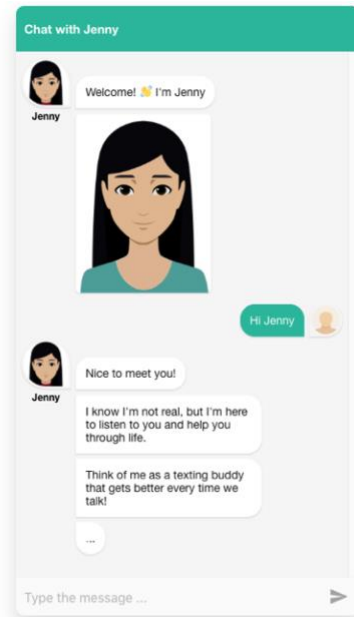 Chat with Jenny
Welcome! 👋 I'm Jenny
Jenny
Hi Jenny
Nice to meet you!
Jenny
I know I'm not real, but I'm here
to listen to you and help you
through life.
Think of me as a texting buddy
that gets better every time we
talk!
...
Type the message ...